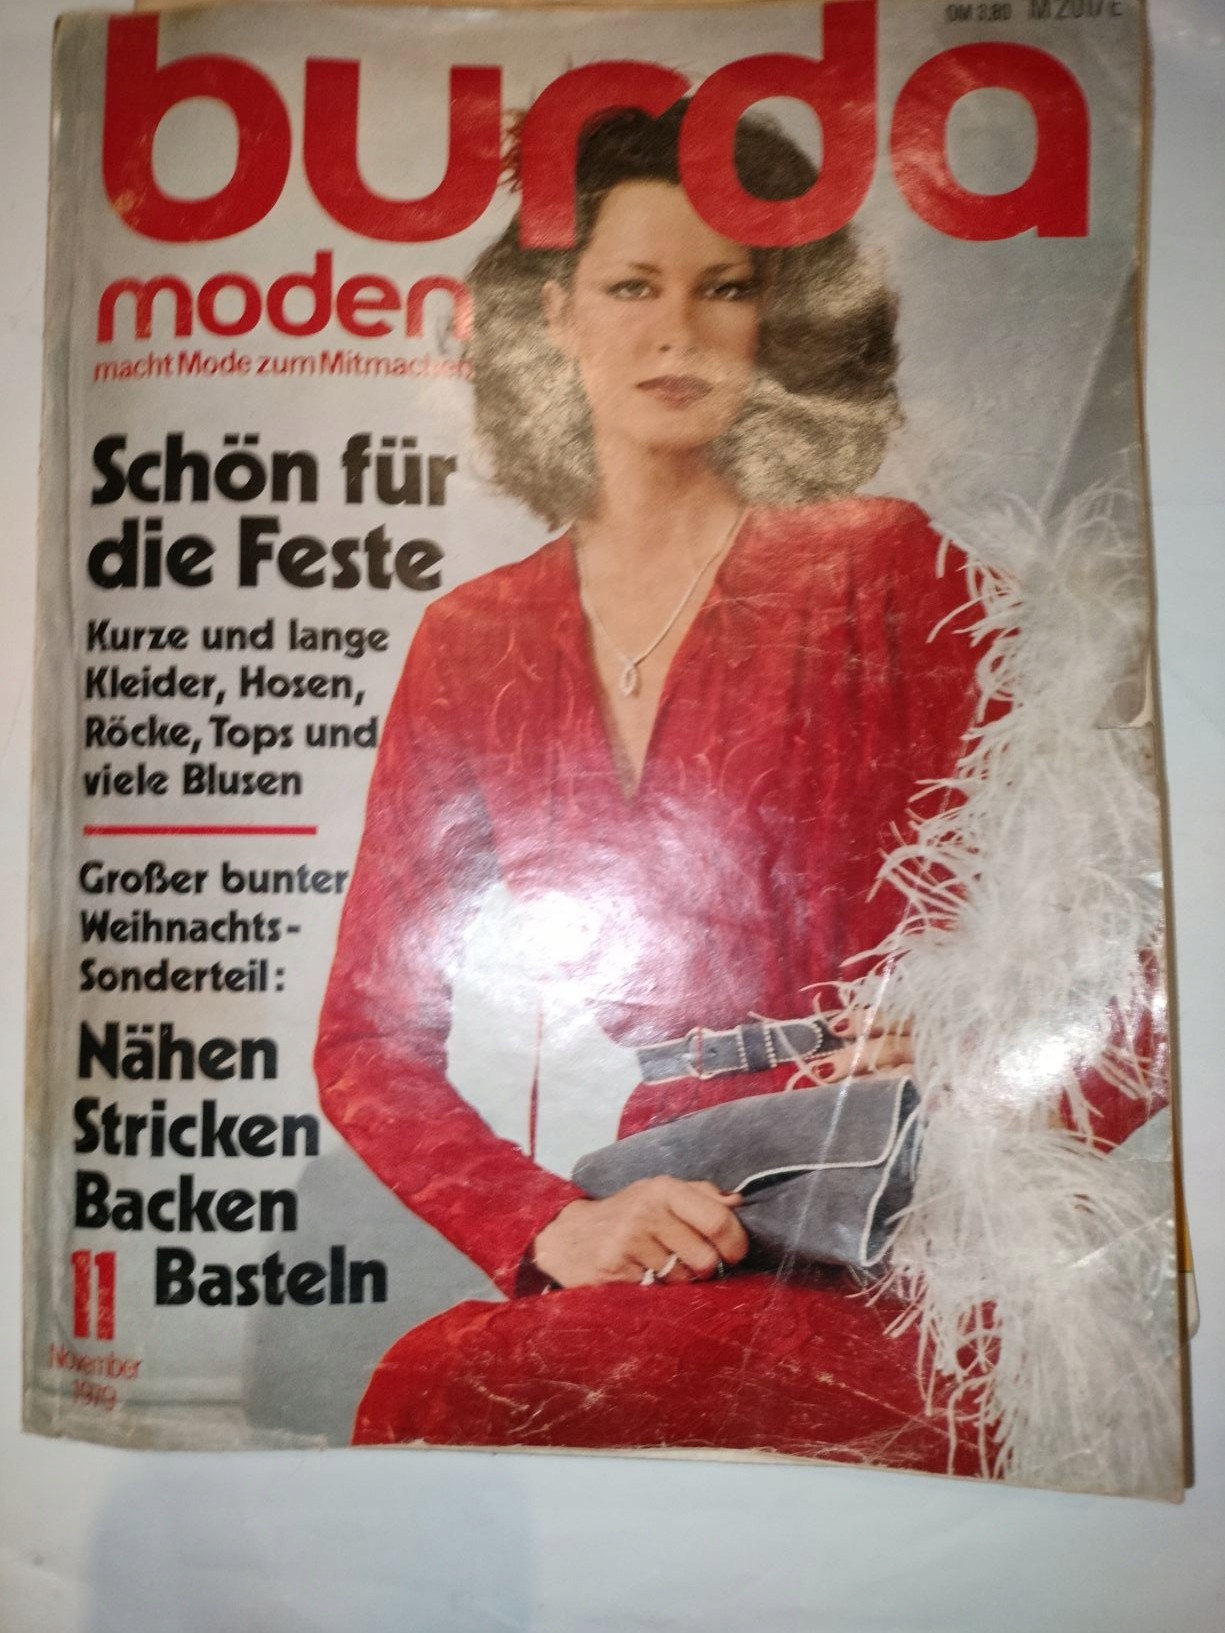 DM 3,80 M 2017 E
burda
moden
macht Mode zum Mitmachen
Schön für
die Feste
Kurze und lange
Kleider, Hosen,
Röcke, Tops und
viele Blusen
Großer bunter
Weihnachts-
Sonderteil:
Nähen
Stricken
Backen
11 Basteln
November
1979